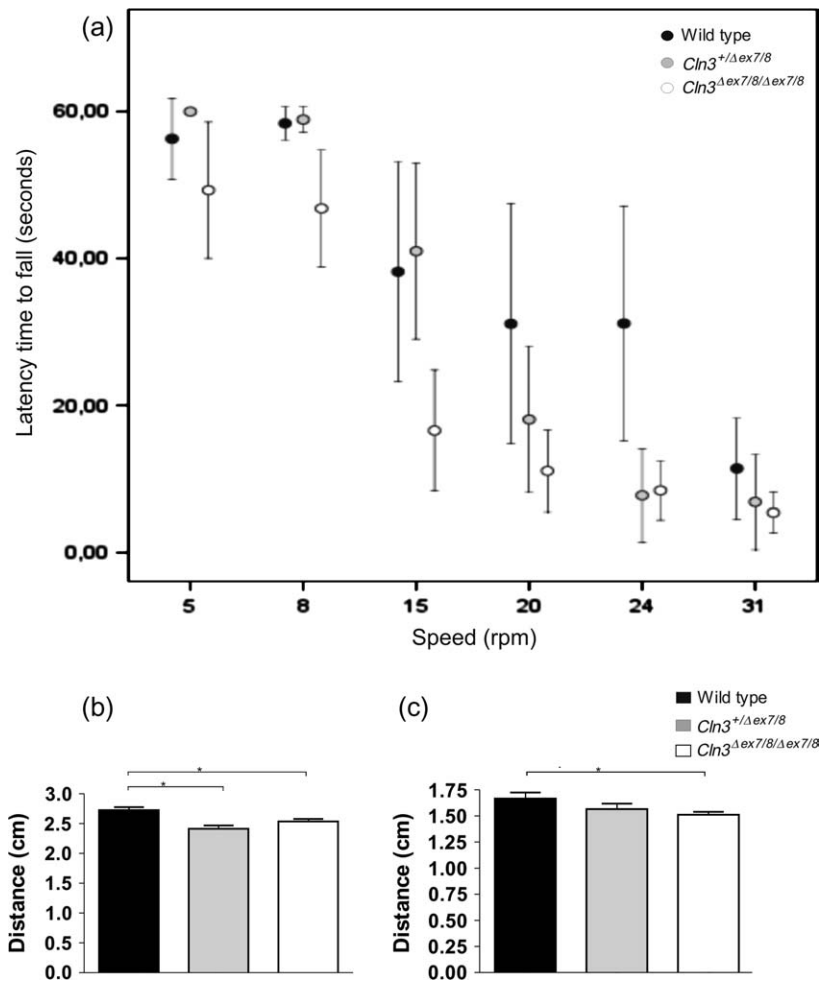 (a)
Wild type
Cln3+/Δex7/8
Cln3Δex7/8/Δex7/8
Latency time to fall (seconds)
60,00
40,00
20,00
0,00
5 8 15 20 24 31
Speed (rpm)
(b)
(c)
Wild type
Cln3+/Δex7/8
Cln3Δex7/8/Δex7/8
*
*
Distance (cm)
3.0
2.5
2.0
1.5
1.0
0.5
0.0
*
Distance (cm)
1.75
1.50
1.25
1.00
0.75
0.50
0.25
0.00